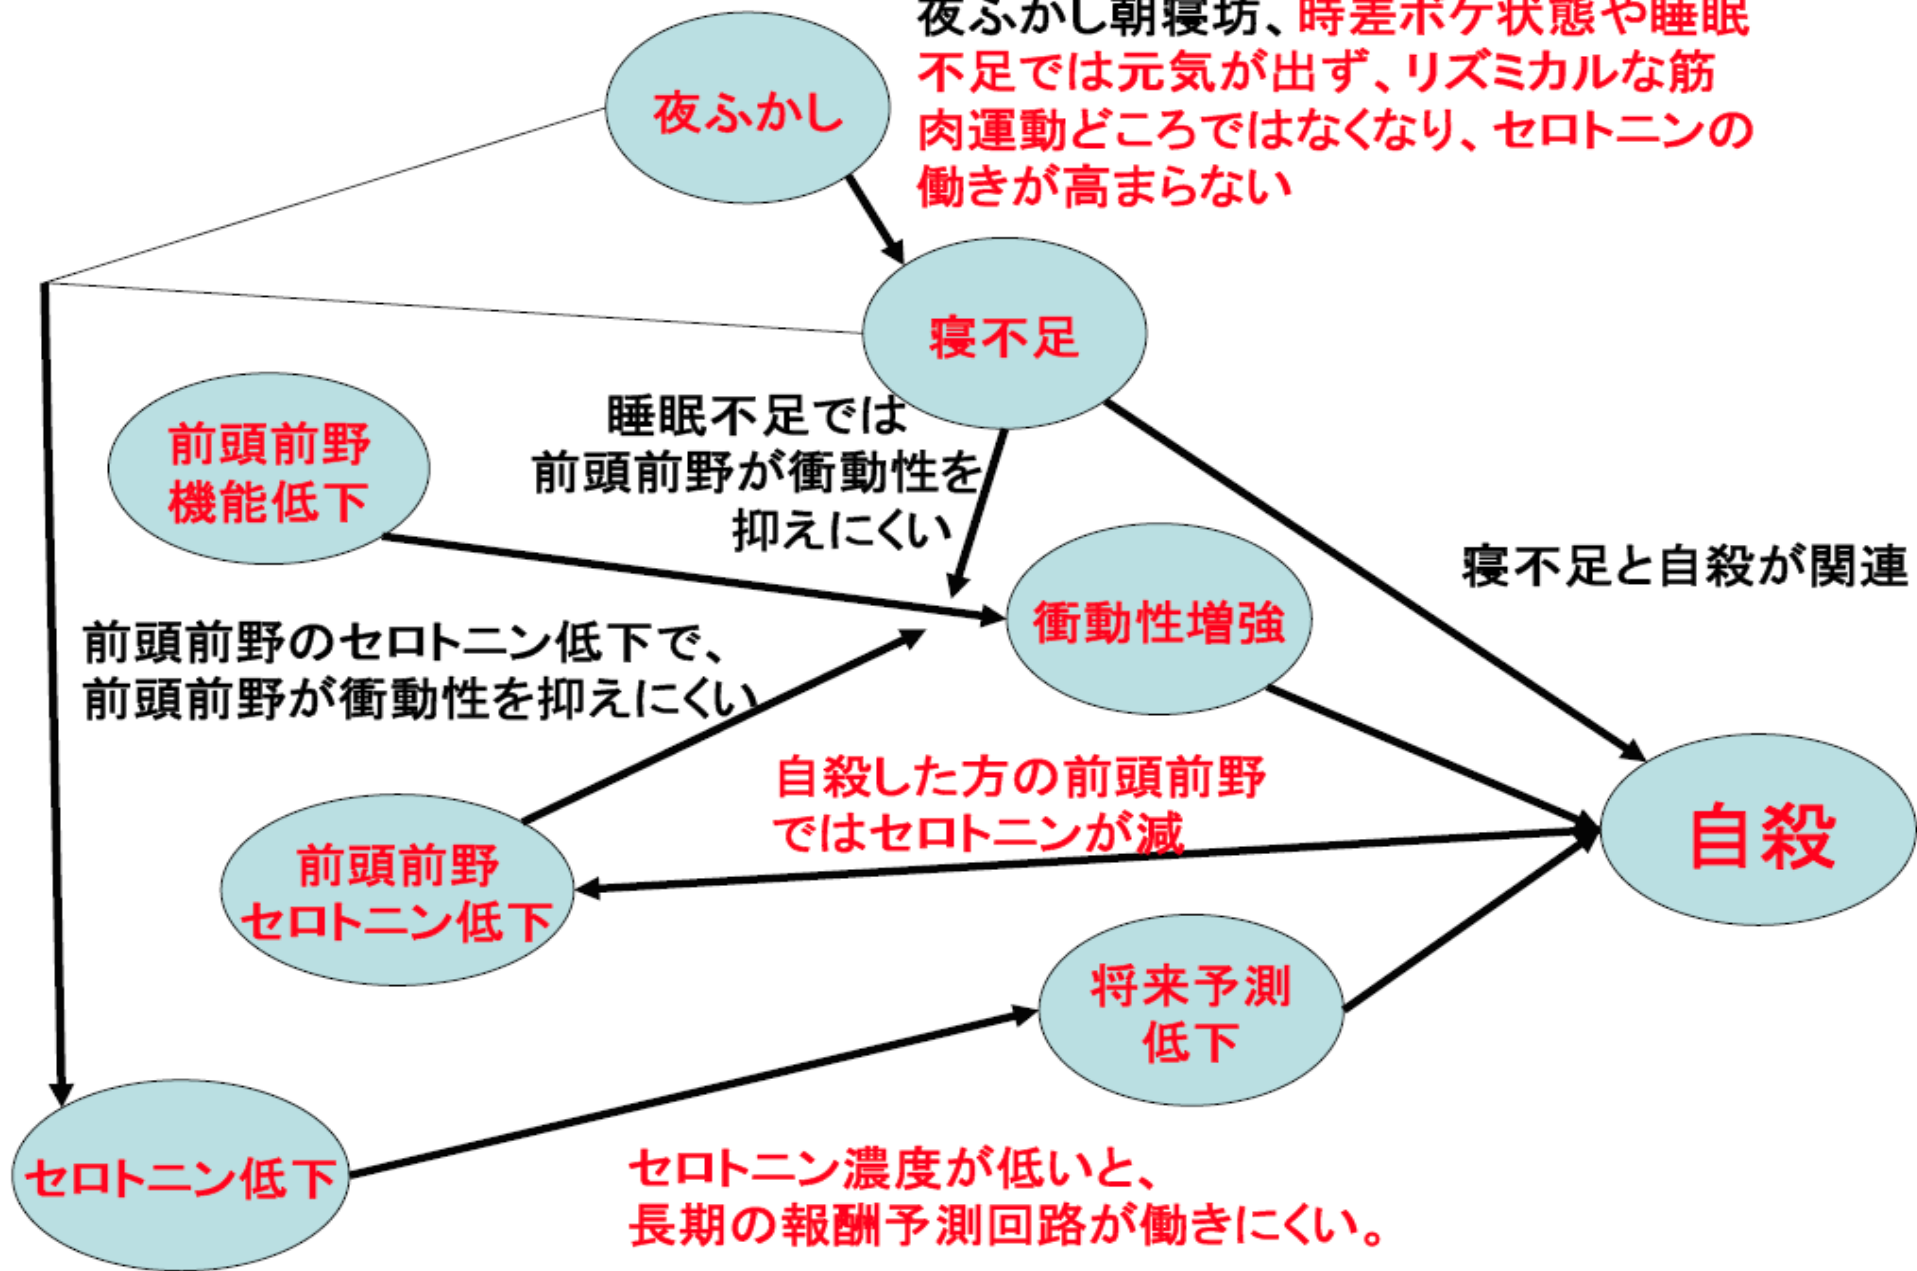 夜ふかし朝寝坊、時差ボケ状態や睡眠
不足では元気が出ず、リズミカルな筋
肉運動どころではなくなり、セロトニンの
働きが高まらない
夜ふかし
寝不足
睡眠不足では
前頭前野が衝動性を
抑えにくい
前頭前野
機能低下
寝不足と自殺が関連
衝動性増強
前頭前野のセロトニン低下で、
前頭前野が衝動性を抑えにくい
自殺した方の前頭前野
ではセロトニンが減
自殺
前頭前野
セロトニン低下
将来予測
低下
セロトニン低下
セロトニン濃度が低いと、
長期の報酬予測回路が働きにくい。